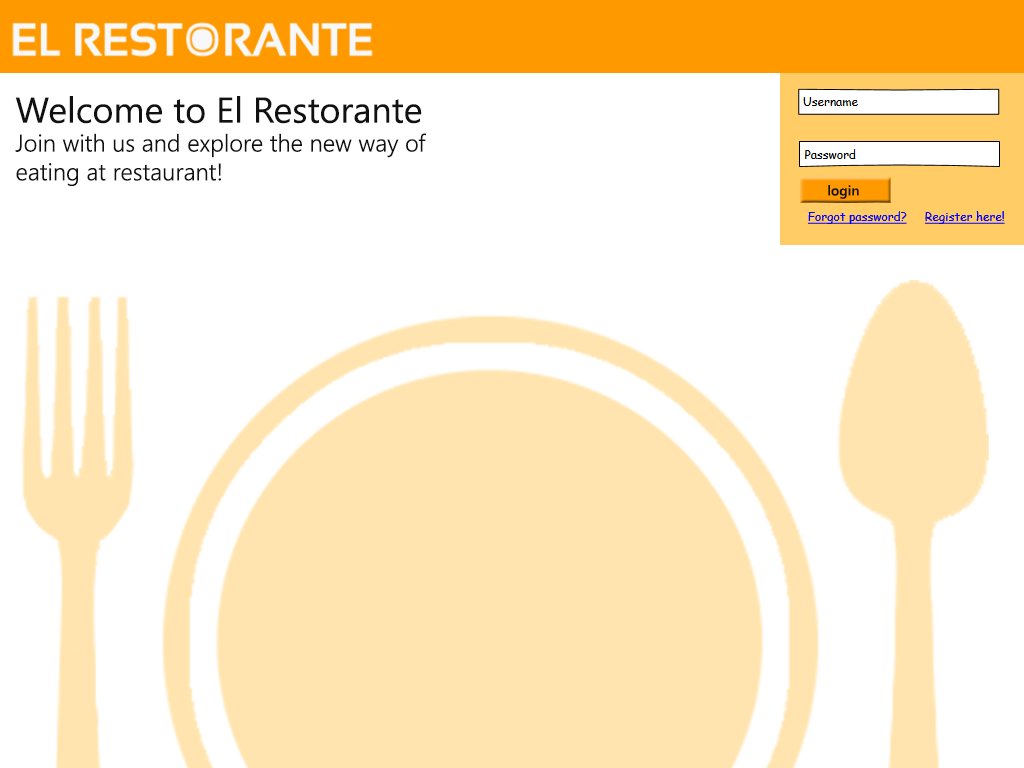 EL RESTORANTE
Welcome to El Restorante
Join with us and explore the new way of
eating at restaurant!
Username
Password
login
Forgot password? Register here!